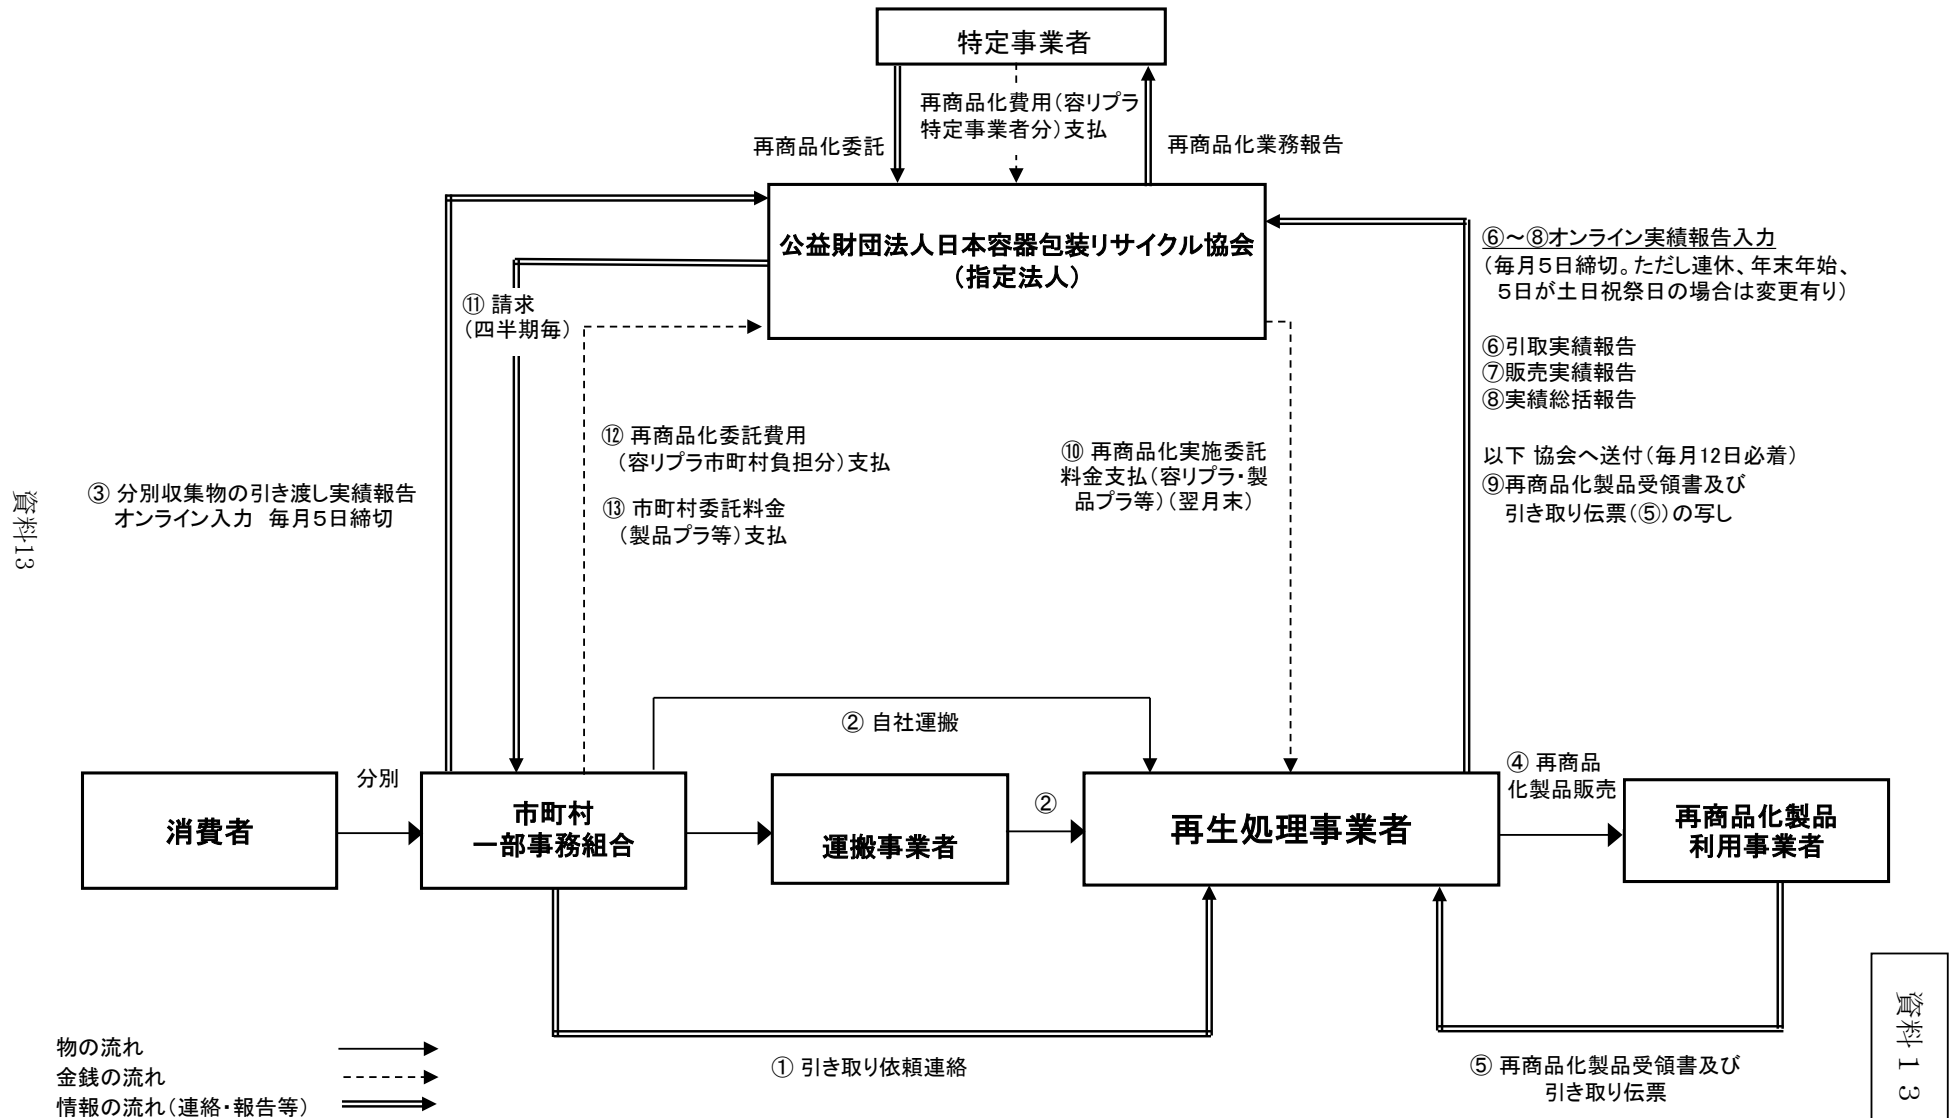 特定事業者
再商品化費用(容リプラ
特定事業者分)支払
再商品化委託
再商品化業務報告
公益財団法人日本容器包装リサイクル協会
(指定法人)
⑥～⑧オンライン実績報告入力
(毎月5日締切。ただし連休、年末年始、
5日が土日祝祭日の場合は変更有り)
⑪ 請求
(四半期毎)
⑥引取実績報告
⑦販売実績報告
⑧実績総括報告
⑫ 再商品化委託費用
(容リプラ市町村負担分)支払
⑬ 市町村委託料金
(製品プラ等)支払
⑩ 再商品化実施委託
料金支払(容リプラ・製
品プラ等)(翌月末)
以下 協会へ送付(毎月12日必着)
⑨再商品化製品受領書及び
引き取り伝票(⑤)の写し
③ 分別収集物の引き渡し実績報告
オンライン入力 毎月5日締切
資料13
② 自社運搬
分別
②
④ 再商品
化製品販売
消費者
市町村
一部事務組合
運搬事業者
再生処理事業者
再商品化製品
利用事業者
① 引き取り依頼連絡
⑤ 再商品化製品受領書及び
引き取り伝票
物の流れ
金銭の流れ
情報の流れ(連絡・報告等)
資料13